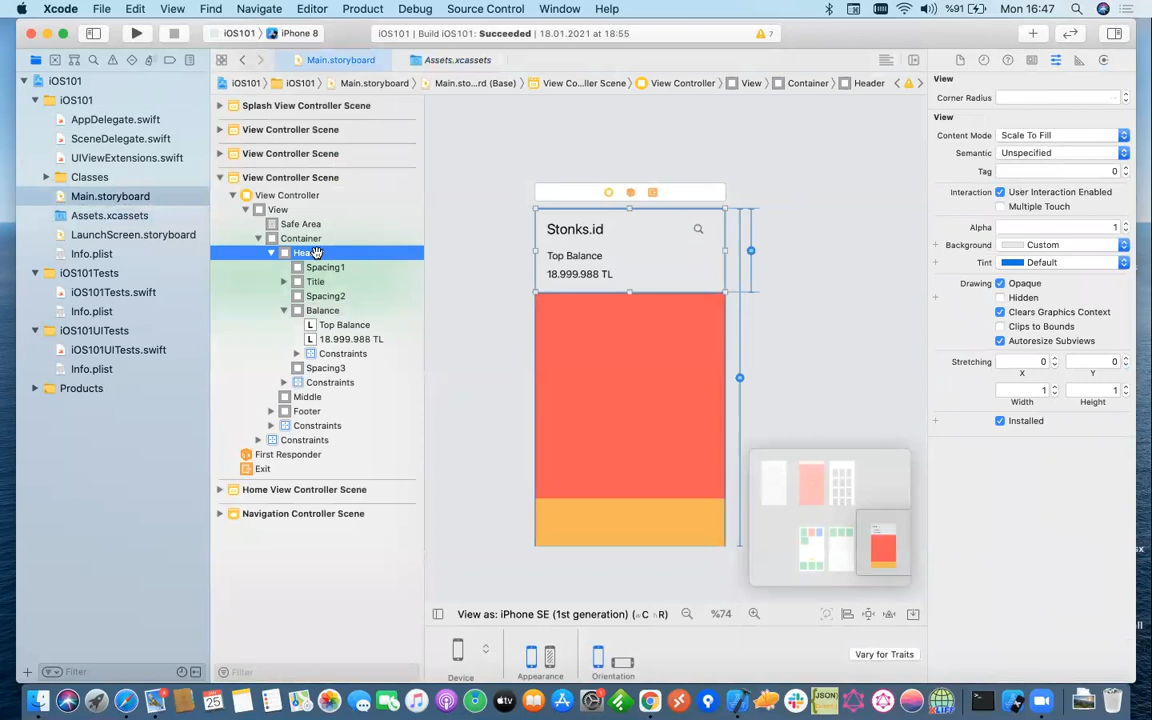 Xcode File Edit View Find Navigate Editor Product Debug Source Control Window Help %91 Mon 16:47
iOS101 iPhone 8 iOS101 | Build iOS101: Succeeded | 18.01.2021 at 18:55 7
Main.storyboard Assets.xcassets
iOS101
iOS101
AppDelegate.swift
SceneDelegate.swift
UIViewExtensions.swift
Classes
Main.storyboard
Assets.xcassets
LaunchScreen.storyboard
Info.plist
iOS101Tests
iOS101Tests.swift
Info.plist
iOS101UITests
iOS101UITests.swift
Info.plist
Products
Filter
iOS101 iOS101 Main.storyboard Main.sto...rd (Base) View Co...ller Scene View Controller View Container Header
Splash View Controller Scene
View Controller Scene
View Controller Scene
View Controller Scene
View Controller
View
Safe Area
Container
Spacing1
Title
Spacing2
Balance
L Top Balance
L 18.999.988 TL
Constraints
Spacing3
Constraints
Middle
Footer
Constraints
Constraints
First Responder
Exit
Home View Controller Scene
Navigation Controller Scene
Filter
Stonks.id
Top Balance
18.999.988 TL
View as: iPhone SE (1st generation) (wC hR) %74
Device Appearance Orientation
Vary for Traits
View
Corner Radius
View
Content Mode Scale To Fill
Semantic Unspecified
Tag 0
Interaction User Interaction Enabled
Multiple Touch
Alpha 1
Background Custom
Tint Default
Drawing Opaque
Hidden
Clears Graphics Context
Clips to Bounds
Autoresize Subviews
Stretching 0 0
X Y
1 1
Width Height
Installed